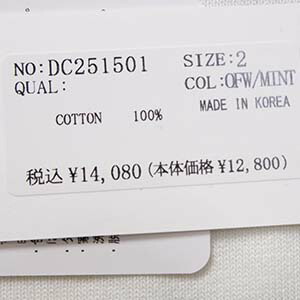 NO:DC251501 SIZE:2
QUAL: COL:OFW/MINT
MADE IN KOREA
COTTON 100%
税込 ¥14,080 (本体価格 ¥12,800)